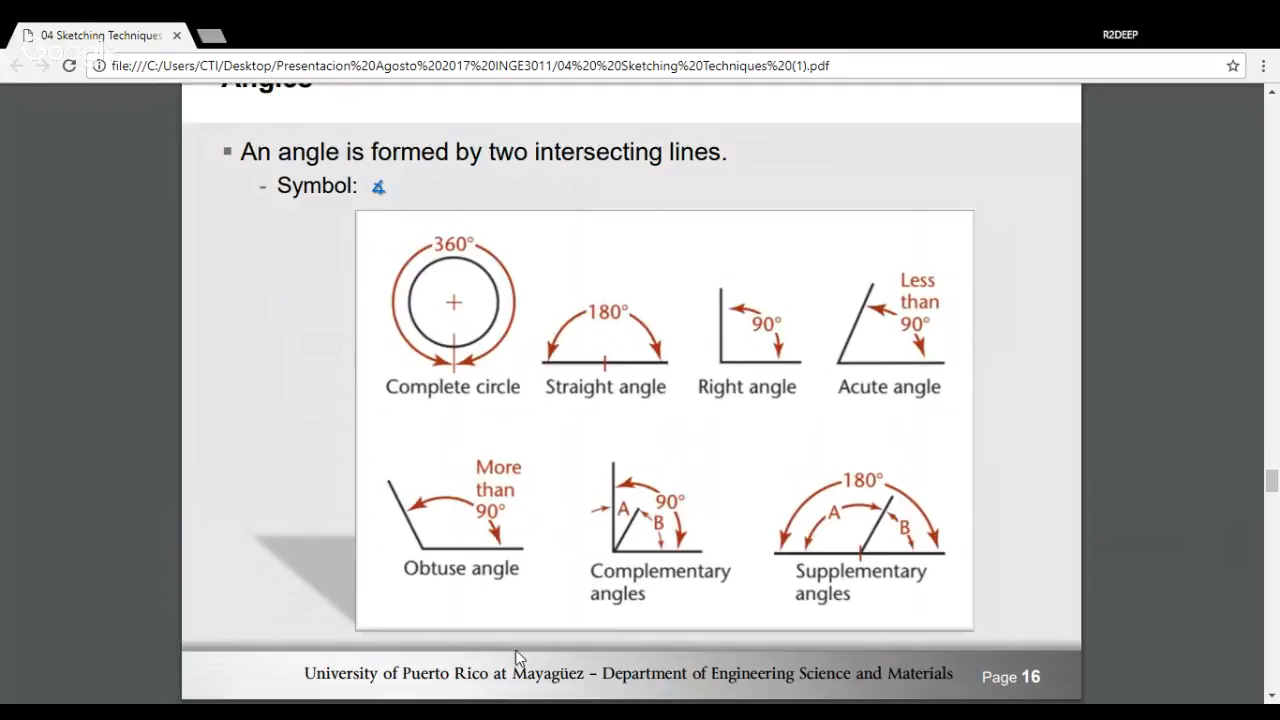 04 Sketching Techniques
R2DEEP
Google
file:///C:/Users/CTI/Desktop/Presentacion%20Agosto%202017%20INGE3011/04%20%20Sketching%20Techniques%20(1).pdf
Angles
▪ An angle is formed by two intersecting lines.
- Symbol: ∡
360°
Complete circle
180°
Straight angle
90°
Right angle
Less
than
90°
Acute angle
More
than
90°
Obtuse angle
A
90°
B
Complementary
angles
180°
A
B
Supplementary
angles
University of Puerto Rico at Mayagüez – Department of Engineering Science and Materials
Page 16